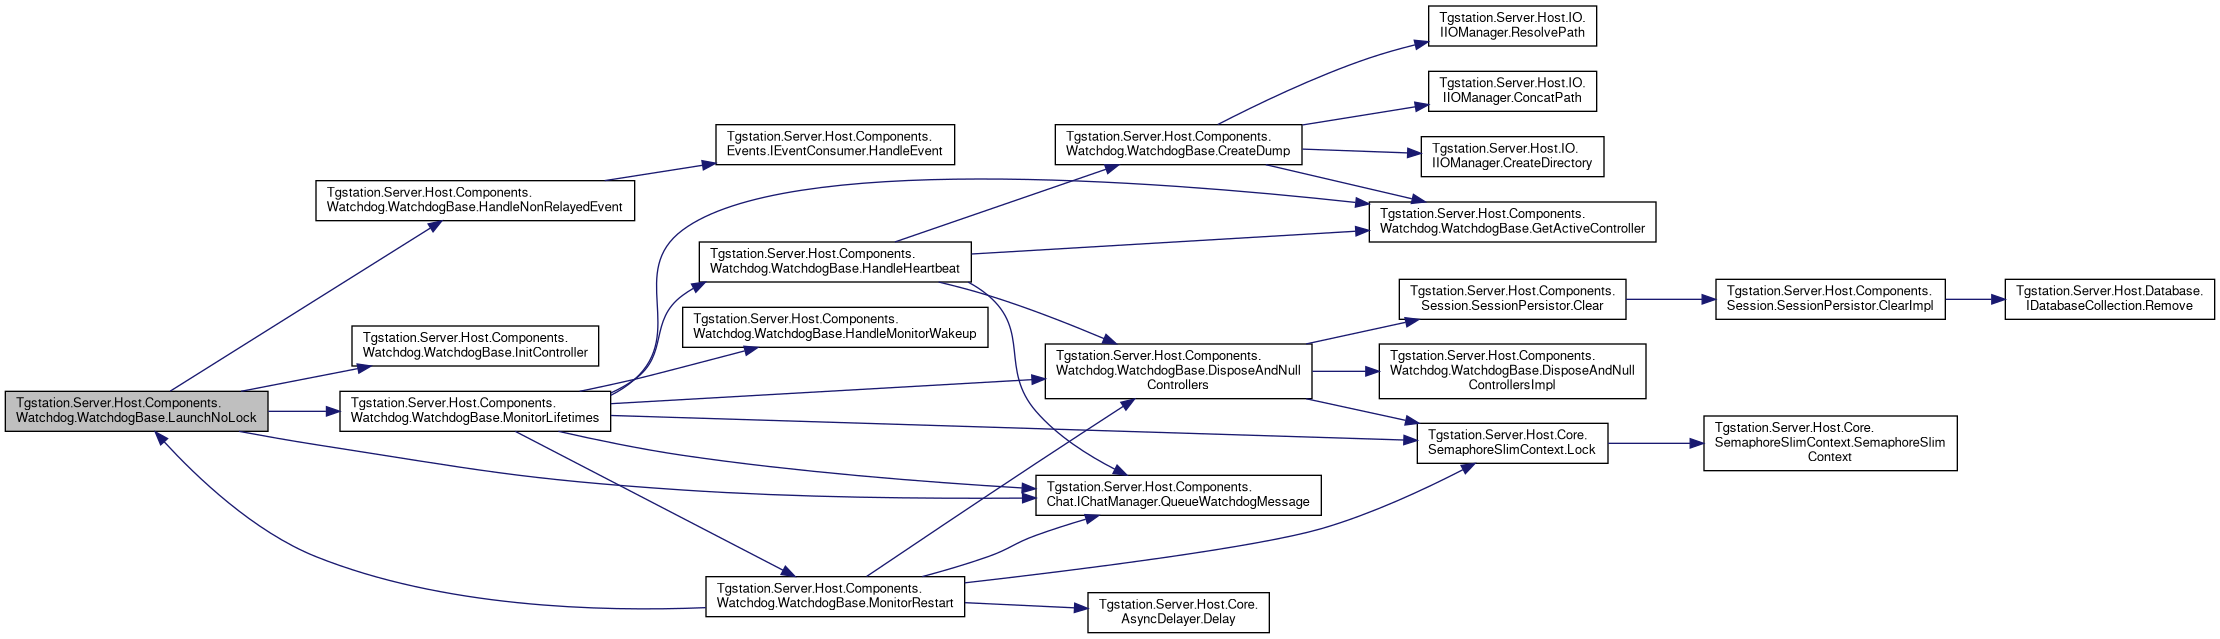 Tgstation.Server.Host.Components.
Watchdog.WatchdogBase.LaunchNoLock
Tgstation.Server.Host.Components.
Watchdog.WatchdogBase.HandleNonRelayedEvent
Tgstation.Server.Host.Components.
Watchdog.WatchdogBase.InitController
Tgstation.Server.Host.Components.
Watchdog.WatchdogBase.MonitorLifetimes
Tgstation.Server.Host.Components.
Events.IEventConsumer.HandleEvent
Tgstation.Server.Host.Components.
Watchdog.WatchdogBase.HandleHeartbeat
Tgstation.Server.Host.Components.
Watchdog.WatchdogBase.HandleMonitorWakeup
Tgstation.Server.Host.Components.
Watchdog.WatchdogBase.MonitorRestart
Tgstation.Server.Host.Components.
Watchdog.WatchdogBase.CreateDump
Tgstation.Server.Host.Components.
Watchdog.WatchdogBase.DisposeAndNull
Controllers
Tgstation.Server.Host.Components.
Chat.IChatManager.QueueWatchdogMessage
Tgstation.Server.Host.Core.
AsyncDelayer.Delay
Tgstation.Server.Host.IO.
IIOManager.ResolvePath
Tgstation.Server.Host.IO.
IIOManager.ConcatPath
Tgstation.Server.Host.IO.
IIOManager.CreateDirectory
Tgstation.Server.Host.Components.
Watchdog.WatchdogBase.GetActiveController
Tgstation.Server.Host.Components.
Session.SessionPersistor.Clear
Tgstation.Server.Host.Components.
Watchdog.WatchdogBase.DisposeAndNull
ControllersImpl
Tgstation.Server.Host.Core.
SemaphoreSlimContext.Lock
Tgstation.Server.Host.Components.
Session.SessionPersistor.ClearImpl
Tgstation.Server.Host.Core.
SemaphoreSlimContext.SemaphoreSlim
Context
Tgstation.Server.Host.Database.
IDatabaseCollection.Remove